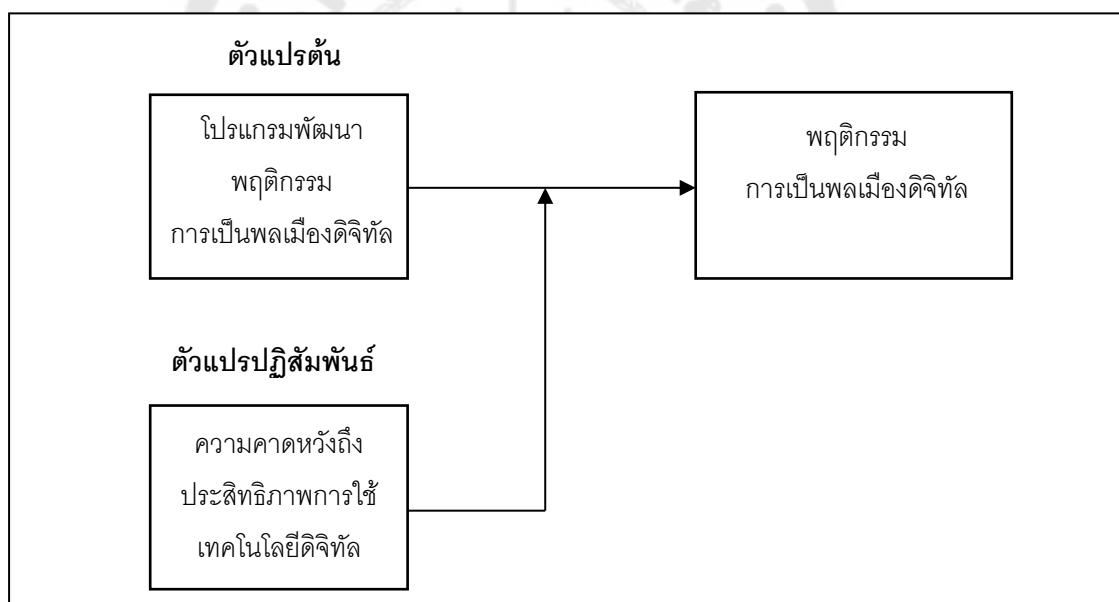 ตัวแปรต้น
โปรแกรมพัฒนา
พฤติกรรม
การเป็นพลเมืองดิจิทัล
พฤติกรรม
การเป็นพลเมืองดิจิทัล
ตัวแปรปฏิสัมพันธ์
ความคาดหวังถึง
ประสิทธิภาพการใช้
เทคโนโลยีดิจิทัล